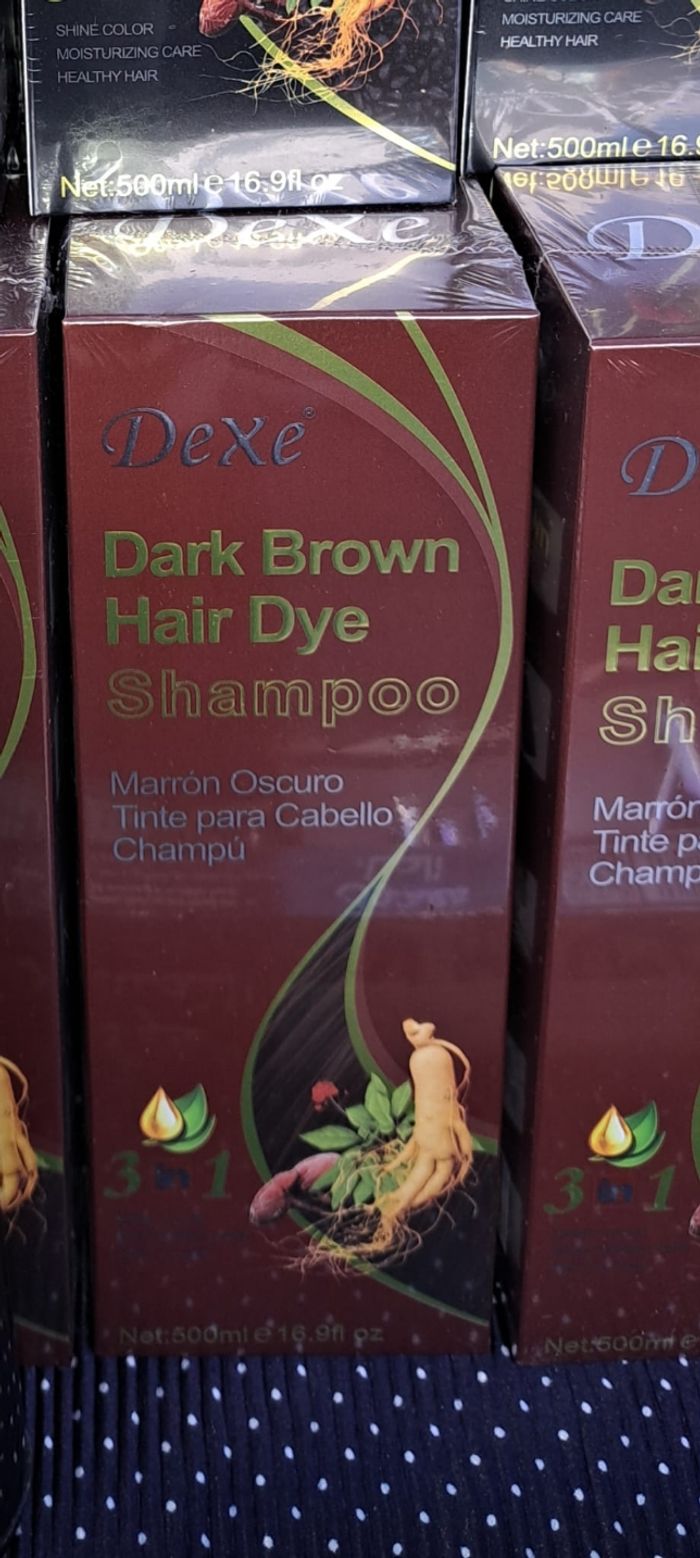 SHINE COLOR
MOISTURIZING CARE
HEALTHY HAIR
Net:500ml e 16.9fl oz
MOISTURIZING CARE
HEALTHY HAIR
Net:500ml e 16.9
Dexe
Dexe®
Dark Brown
Hair Dye
Shampoo
Marrón Oscuro
Tinte para Cabello
Champú
3 in 1
Net:500ml e 16.9fl oz
D
D
Da
Hai
Sh
Marrón
Tinte p
Champ
3 in 1
Net:500ml e